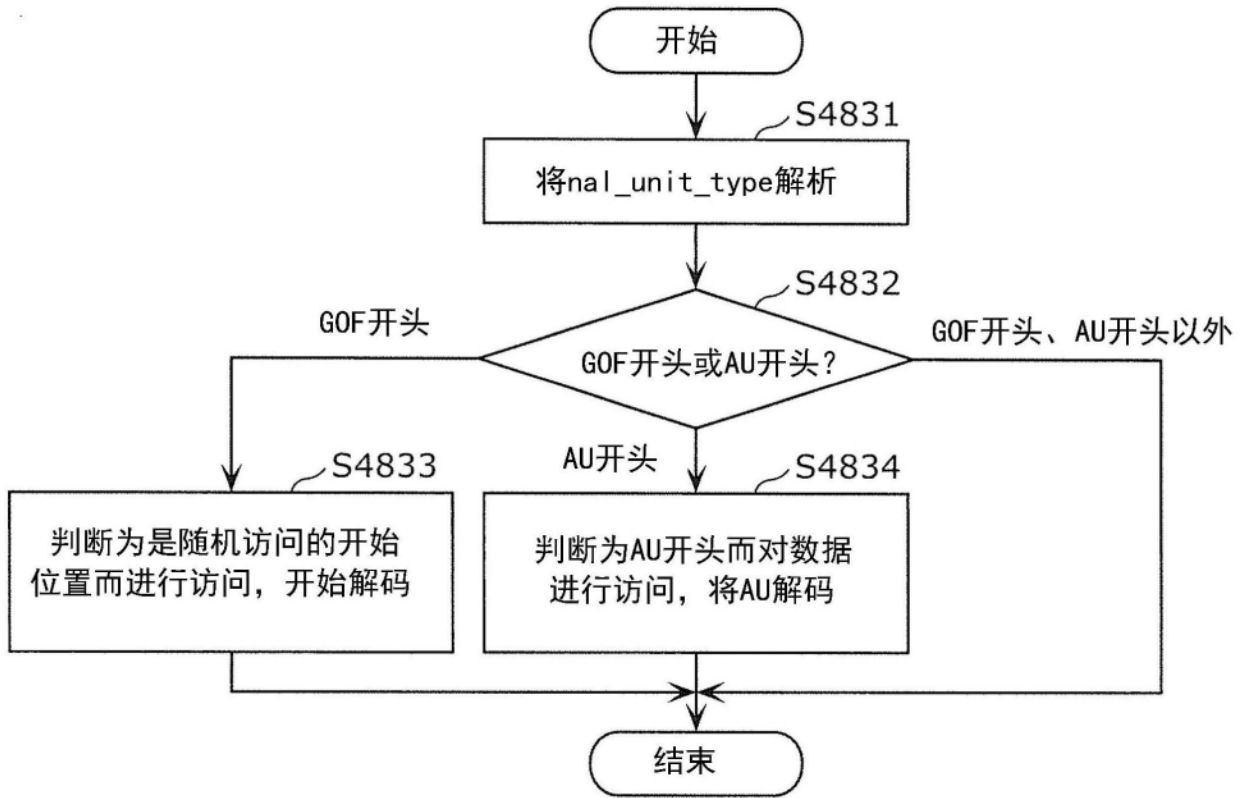 开始
S4831
将nal_unit_type解析
S4832
GOF开头
GOF开头、AU开头以外
GOF开头或AU开头?
AU开头
S4833
S4834
判断为是随机访问的开始
位置而进行访问，开始解码
判断为AU开头而对数据
进行访问，将AU解码
结束